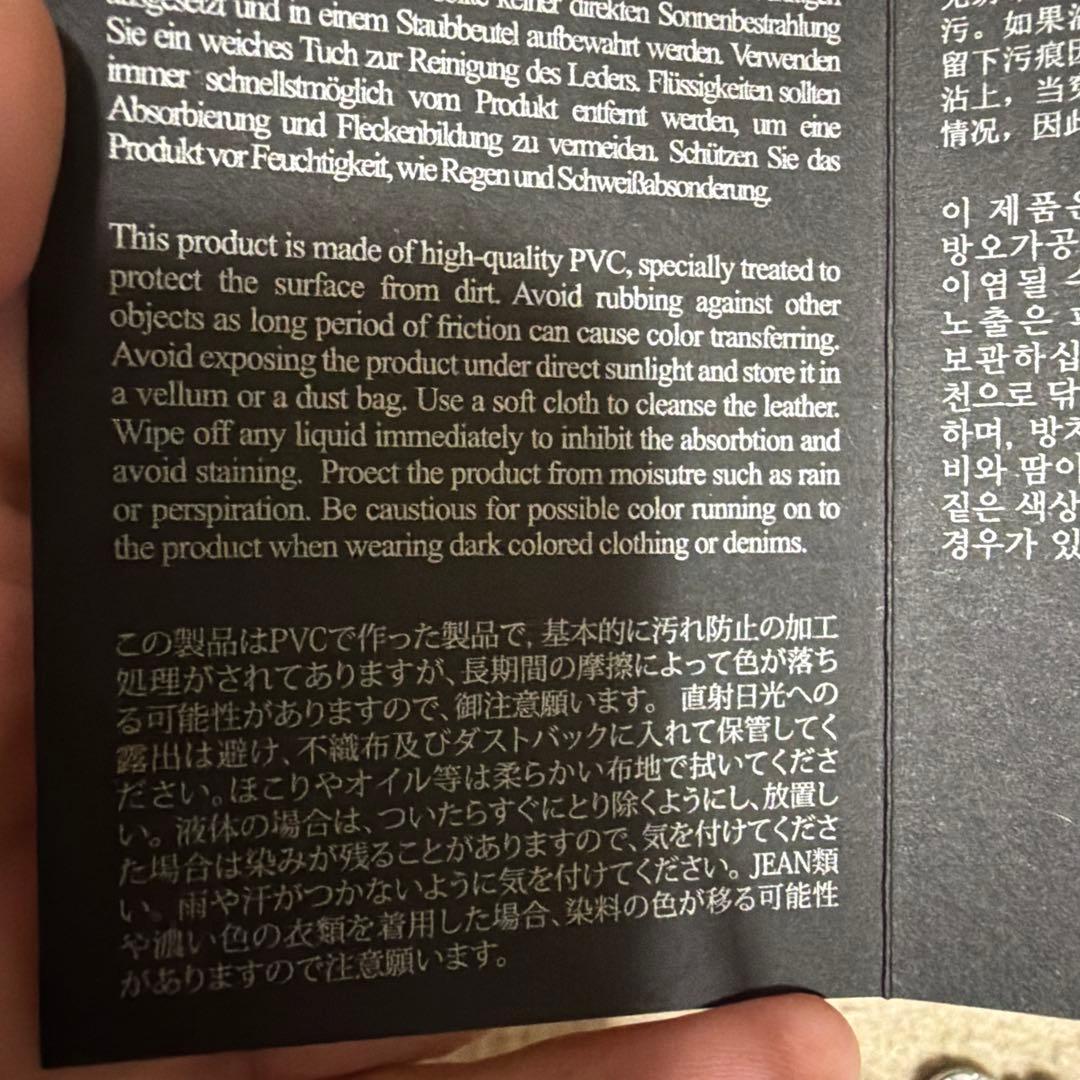 keiner direkten Sonnenbestrahlung
ausgesetzt und in einem Staubbeutel aufbewahrt werden. Verwenden
Sie ein weiches Tuch zur Reinigung des Leders. Flüssigkeiten sollten
immer schnellstmöglich vom Produkt entfernt werden, um eine
Absorbierung und Fleckenbildung zu vermeiden. Schützen Sie das
Produkt vor Feuchtigkeit, wie Regen und Schweißabsonderung.
This product is made of high-quality PVC, specially treated to
protect the surface from dirt. Avoid rubbing against other
objects as long period of friction can cause color transferring.
Avoid exposing the product under direct sunlight and store it in
a vellum or a dust bag. Use a soft cloth to cleanse the leather.
Wipe off any liquid immediately to inhibit the absorbtion and
avoid staining. Proect the product from moisutre such as rain
or perspiration. Be caustious for possible color running on to
the product when wearing dark colored clothing or denims.
この製品はPVCで作った製品で、基本的に汚れ防止の加工
処理がされてありますが、長期間の摩擦によって色が落ち
る可能性がありますので、御注意願います。 直射日光への
露出は避け、不織布及びダストバックに入れて保管してく
ださい。ほこりやオイル等は柔らかい布地で拭いてくださ
い。液体の場合は、ついたらすぐにとり除くようにし、放置し
た場合は染みが残ることがありますので、気を付けてくださ
い。雨や汗がつかないように気を付けてください。JEAN類
や濃い色の衣類を着用した場合、染料の色が移る可能性
がありますので注意願います。
污。如果
留下污痕
沾上，当
情况，因此
이 제품은
방오가공
이염될
노출은
보관하십
천으로 닦
하며, 방치
비와 땀이
짙은 색상
경우가 있